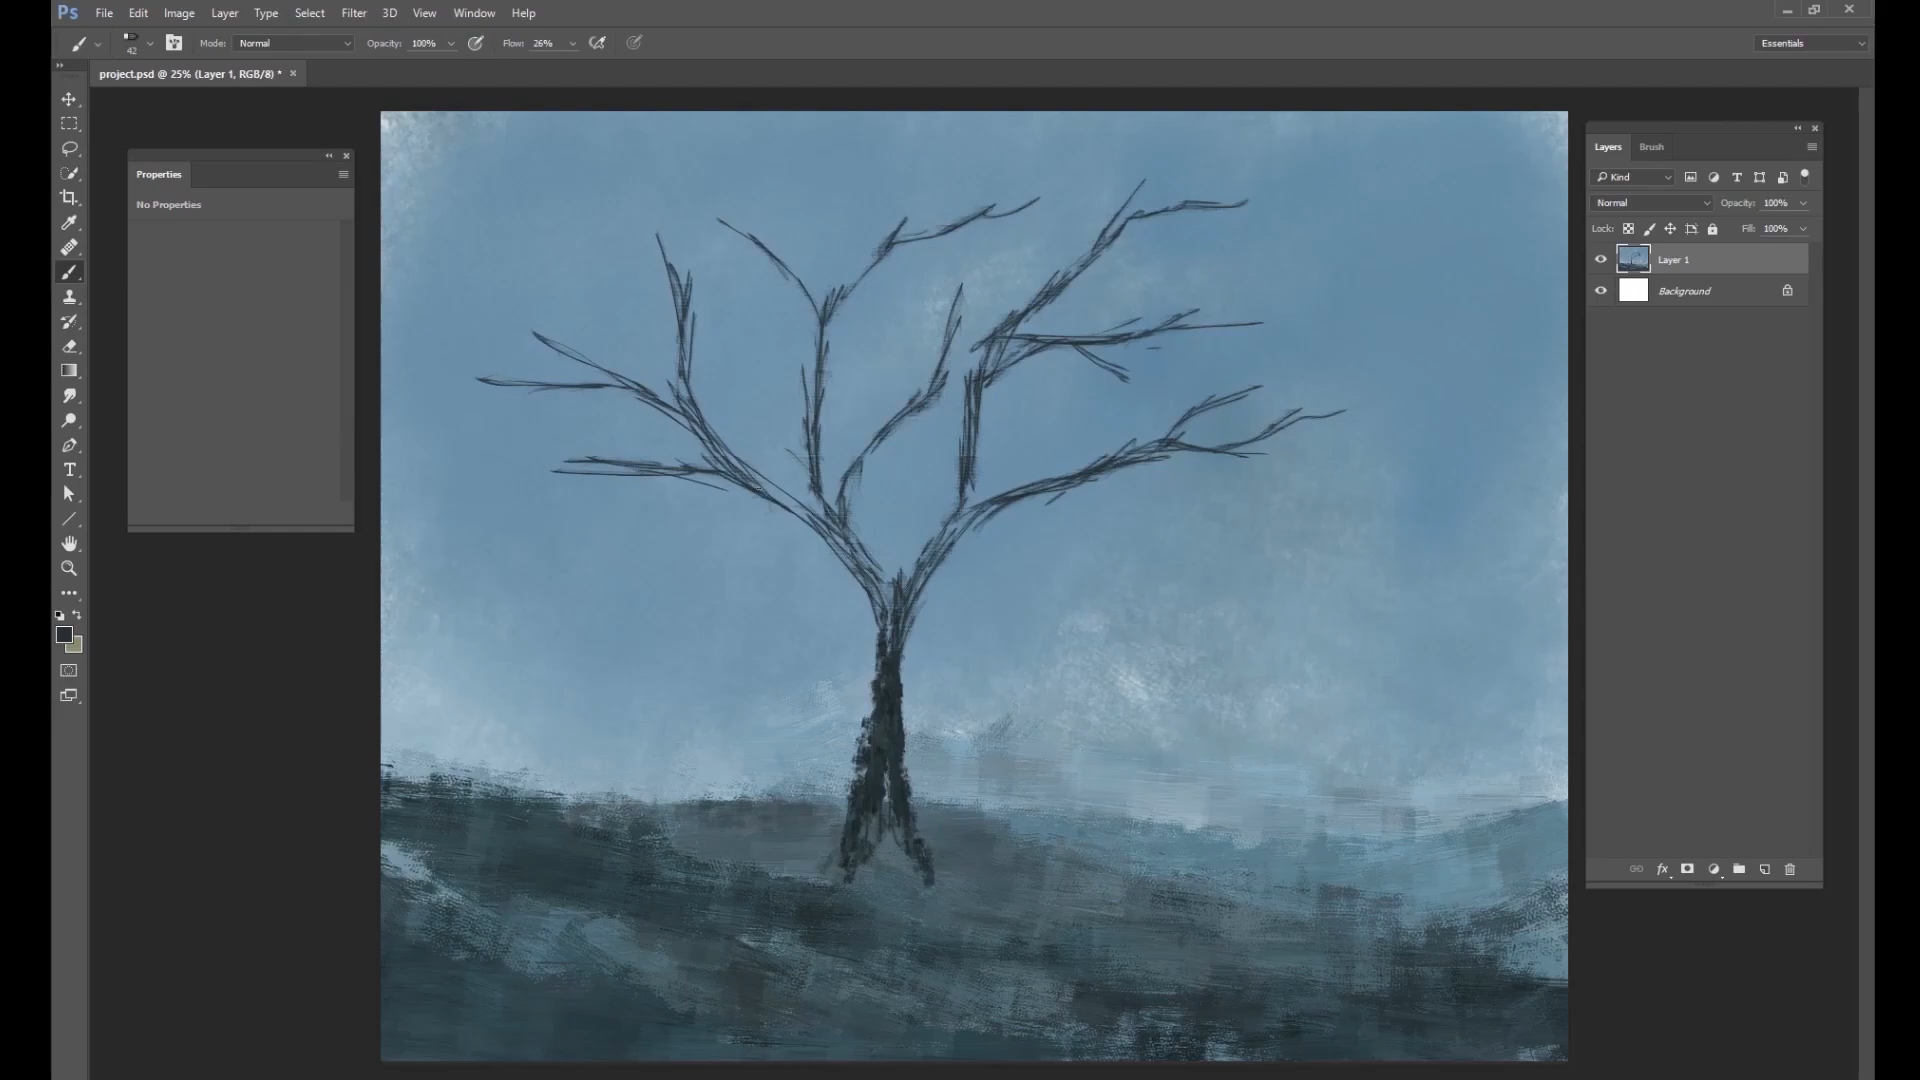 Ps File Edit Image Layer Type Select Filter 3D View Window Help
42 Mode: Normal Opacity: 100% Flow: 26% Essentials
project.psd @ 25% (Layer 1, RGB/8) * ×
Properties
No Properties
Layers Brush
Kind
Normal Opacity: 100%
Lock: Fill: 100%
Layer 1
Background
fx